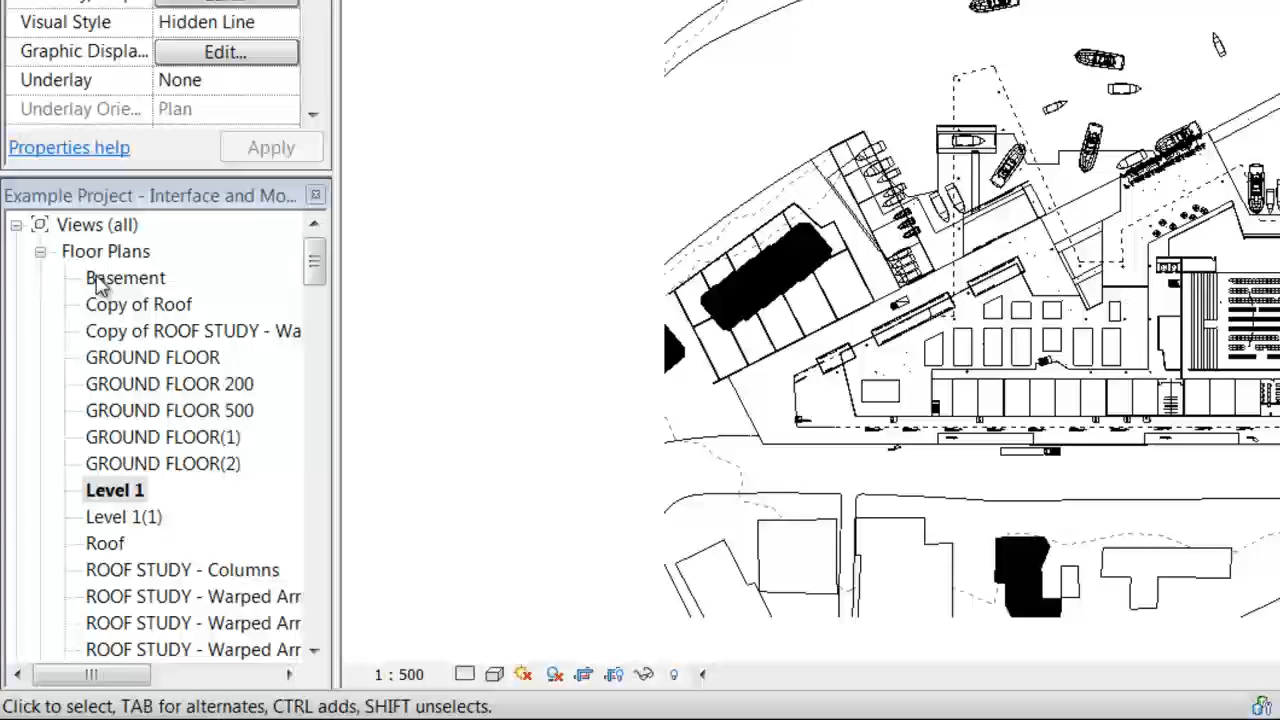 Visual Style Hidden Line
Graphic Displa... Edit...
Underlay None
Underlay Orie... Plan
Properties help Apply
Example Project - Interface and Mo...
Views (all)
Floor Plans
Basement
Copy of Roof
Copy of ROOF STUDY - Wa
GROUND FLOOR
GROUND FLOOR 200
GROUND FLOOR 500
GROUND FLOOR(1)
GROUND FLOOR(2)
Level 1
Level 1(1)
Roof
ROOF STUDY - Columns
ROOF STUDY - Warped Arr
ROOF STUDY - Warped Arr
ROOF STUDY - Warped Arr
1 : 500
Click to select, TAB for alternates, CTRL adds, SHIFT unselects.